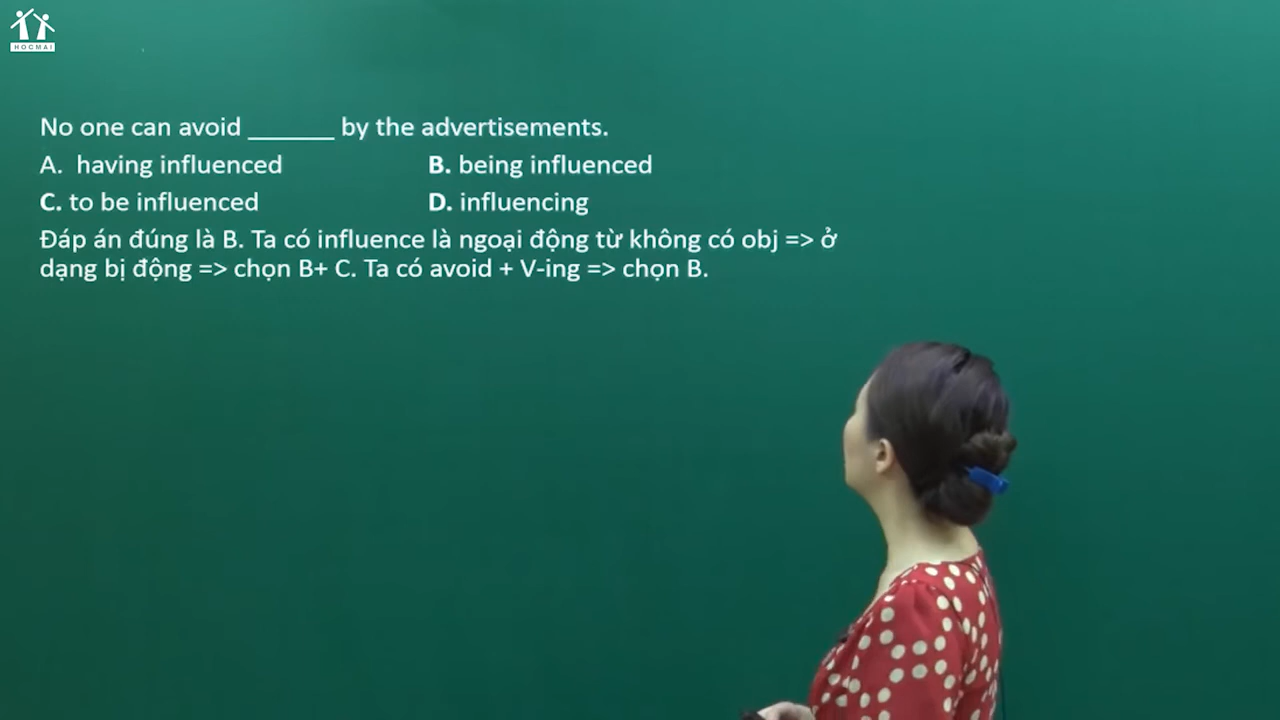 HOCMAI
No one can avoid ______ by the advertisements.
A. having influenced B. being influenced
C. to be influenced D. influencing
Đáp án đúng là B. Ta có influence là ngoại động từ không có obj => ở
dạng bị động => chọn B+ C. Ta có avoid + V-ing => chọn B.